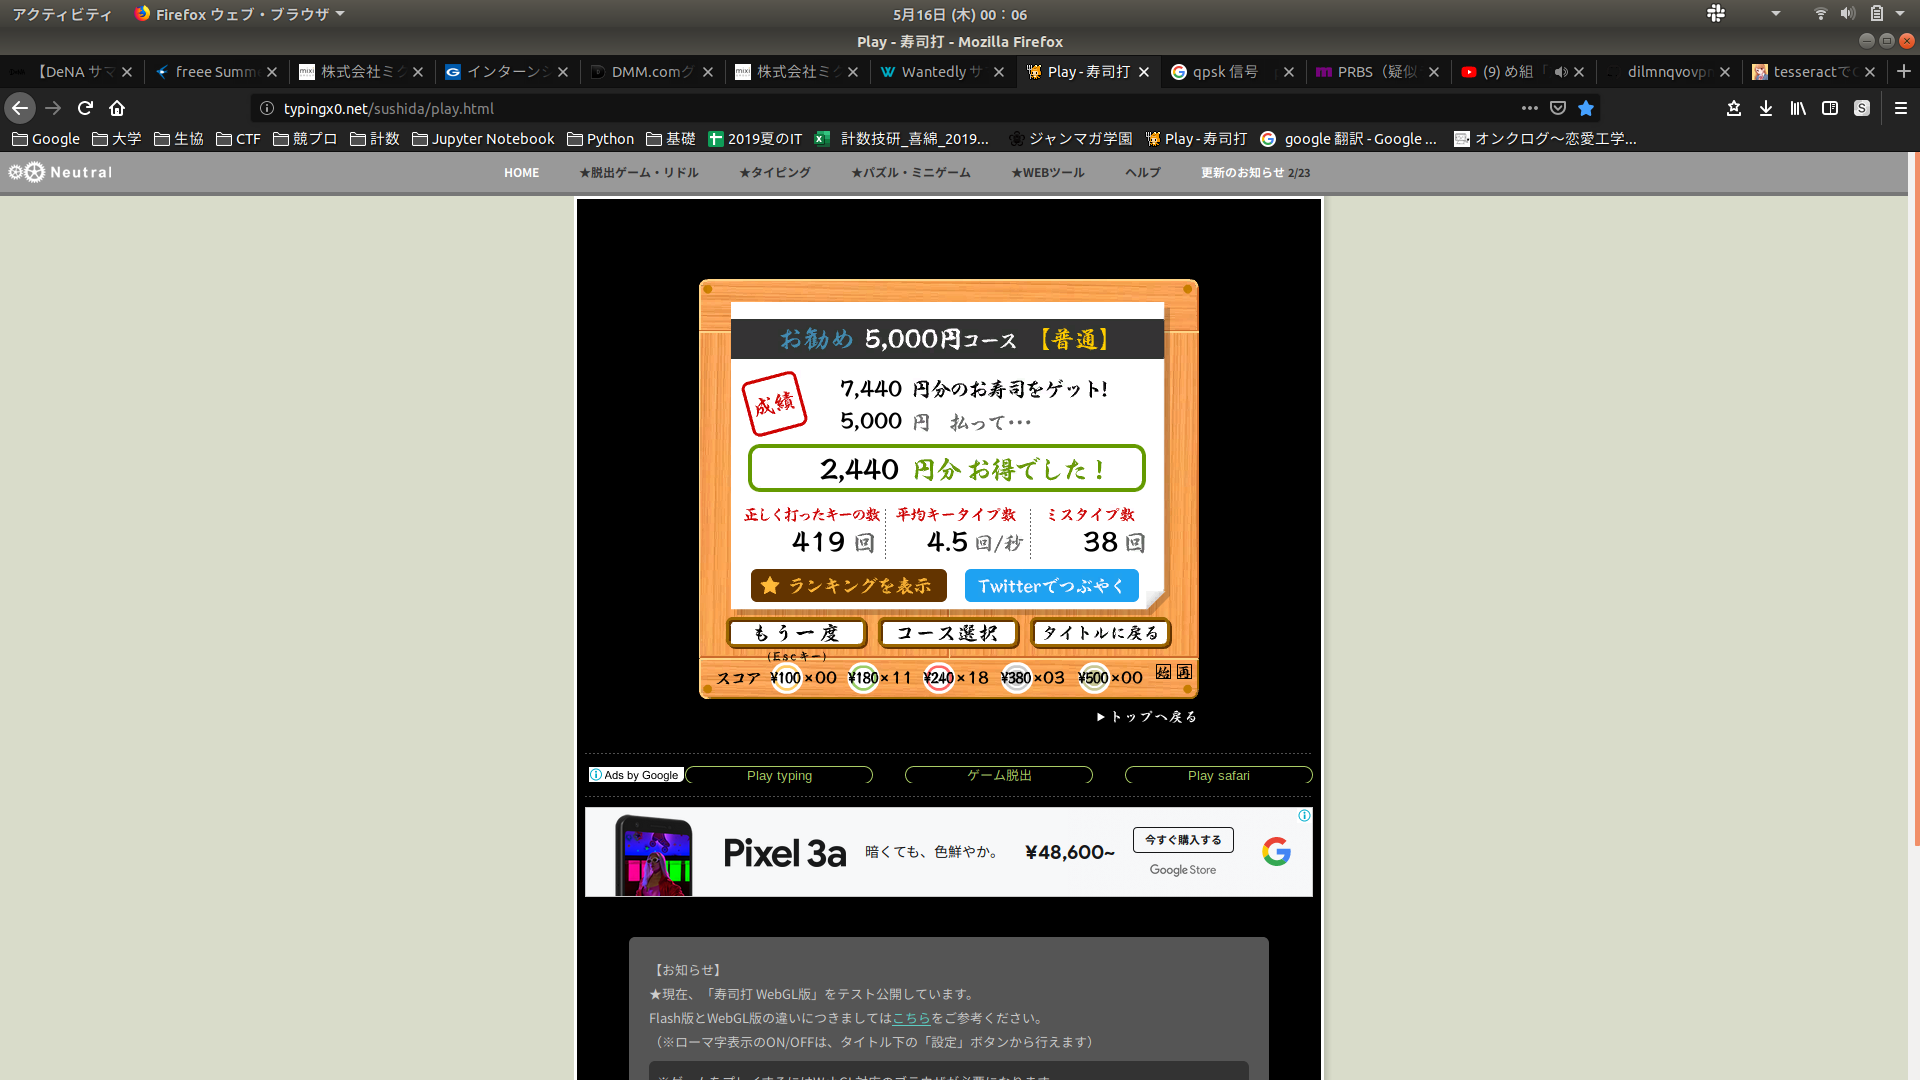 アクティビティ Firefox ウェブ・ブラウザ 5月16日 (木) 00：06
Play - 寿司打 - Mozilla Firefox
【DeNA サマ freee Summ 株式会社ミク インターンシ DMM.comグ 株式会社ミク Wantedly サ Play - 寿司打 qpsk 信号 PRBS（疑似 (9) め組 dilmnqvovpr tesseractで
typingx0.net/sushida/play.html
Google 大学 生協 CTF 競プロ 計数 Jupyter Notebook Python 基礎 2019夏のIT 計数技研_喜綿_2019... ジャンマガ学園 Play - 寿司打 google 翻訳 - Google ... オンクログ〜恋愛工学...
Neutral HOME ★脱出ゲーム・リドル ★タイピング ★パズル・ミニゲーム ★WEBツール ヘルプ 更新のお知らせ 2/23
お勧め 5,000円コース 【普通】
成績
7,440 円分のお寿司をゲット!
5,000 円 払って・・・
2,440 円分 お得でした！
正しく打ったキーの数 平均キータイプ数 ミスタイプ数
419 回 4.5 回/秒 38 回
ランキングを表示 Twitterでつぶやく
もう一度 コース選択 タイトルに戻る
(Escキー)
スコア ¥100×00 ¥180×11 ¥240×18 ¥380×03 ¥500×00
▶トップへ戻る
Ads by Google Play typing ゲーム脱出 Play safari
Pixel 3a 暗くても、色鮮やか。 ¥48,600~ 今すぐ購入する
Google Store
【お知らせ】
★現在、「寿司打 WebGL版」をテスト公開しています。
Flash版とWebGL版の違いにつきましてはこちらをご参考ください。
（※ローマ字表示のON/OFFは、タイトル下の「設定」ボタンから行えます）